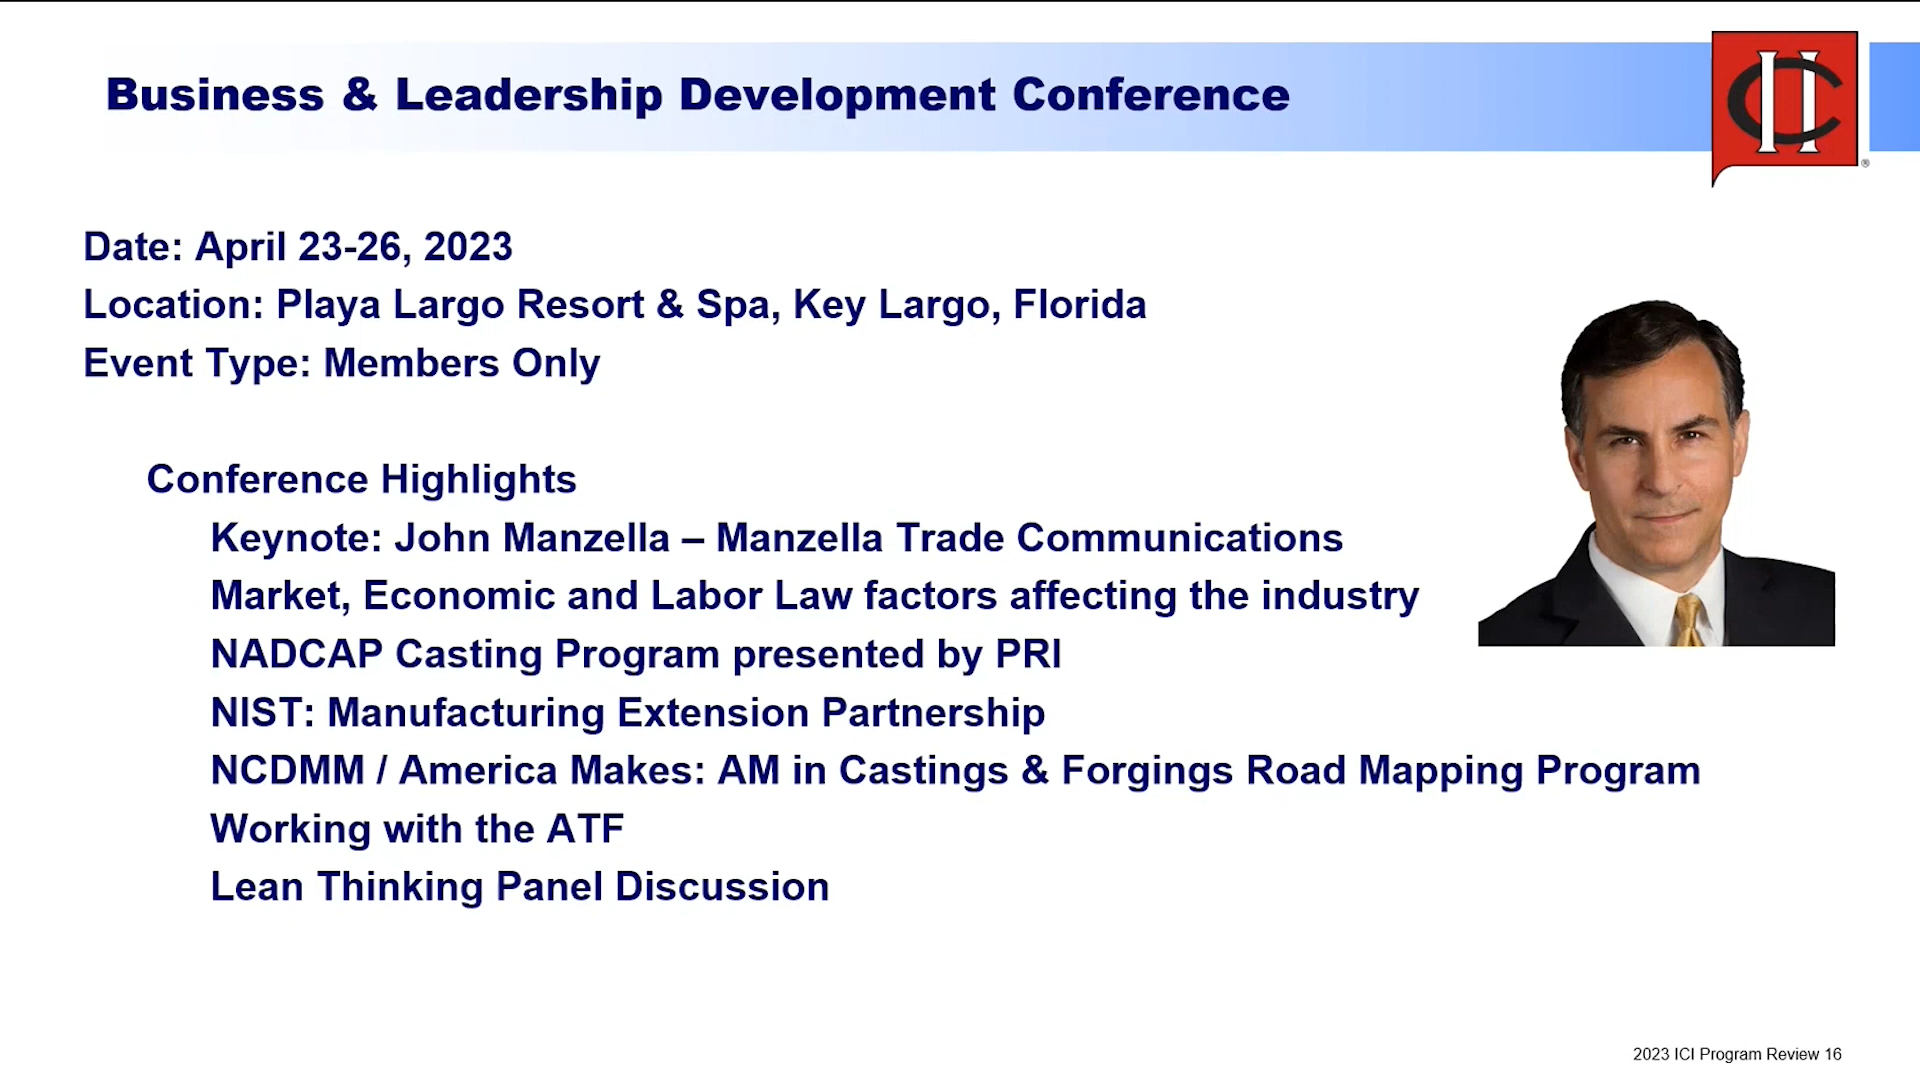 Business & Leadership Development Conference
ICI
®
Date: April 23-26, 2023
Location: Playa Largo Resort & Spa, Key Largo, Florida
Event Type: Members Only
Conference Highlights
Keynote: John Manzella – Manzella Trade Communications
Market, Economic and Labor Law factors affecting the industry
NADCAP Casting Program presented by PRI
NIST: Manufacturing Extension Partnership
NCDMM / America Makes: AM in Castings & Forgings Road Mapping Program
Working with the ATF
Lean Thinking Panel Discussion
2023 ICI Program Review 16